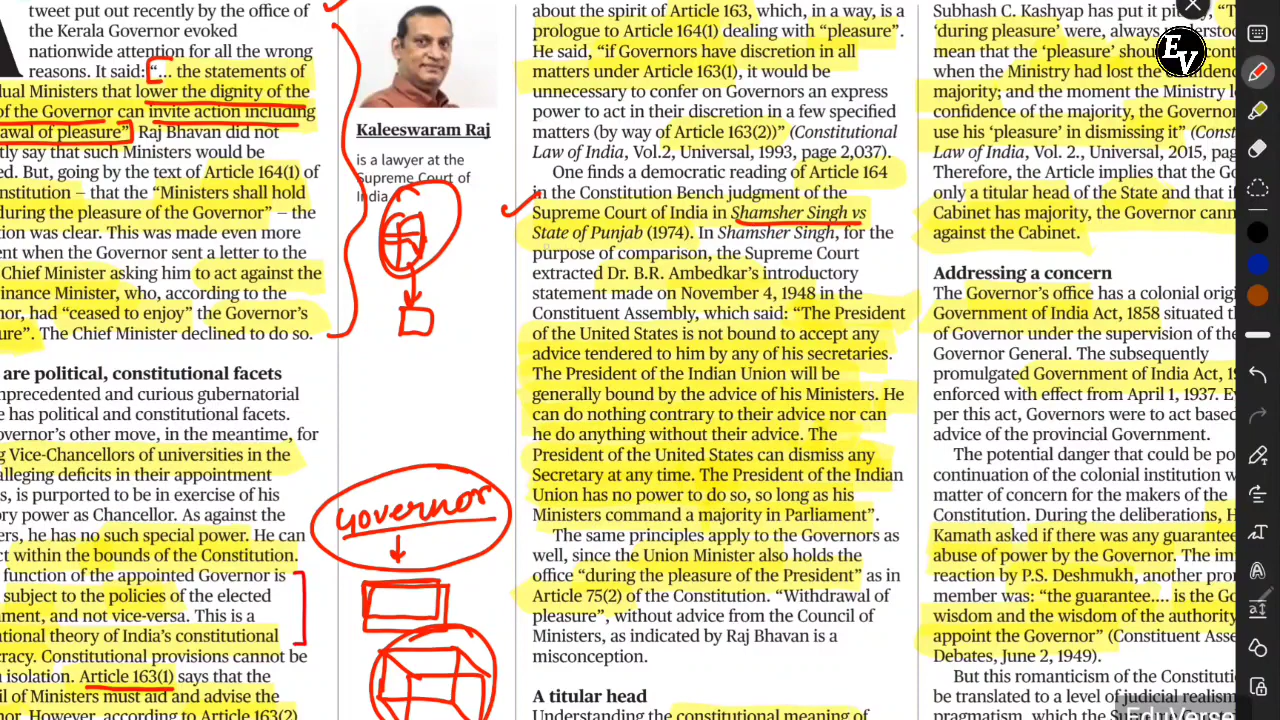 tweet put out recently by the office of
the Kerala Governor evoked
nationwide attention for all the wrong
reasons. It said: “... the statements of
dual Ministers that lower the dignity of the
of the Governor can invite action including
awal of pleasure”. Raj Bhavan did not
tly say that such Ministers would be
ed. But, going by the text of Article 164(1) of
nstitution — that the “Ministers shall hold
during the pleasure of the Governor” — the
tion was clear. This was made even more
ent when the Governor sent a letter to the
Chief Minister asking him to act against the
inance Minister, who, according to the
nor, had “ceased to enjoy” the Governor’s
ure”. The Chief Minister declined to do so.
are political, constitutional facets
nprecedented and curious gubernatorial
e has political and constitutional facets.
overnor’s other move, in the meantime, for
g Vice-Chancellors of universities in the
alleging deficits in their appointment
s, is purported to be in exercise of his
ory power as Chancellor. As against the
ers, he has no such special power. He can
ct within the bounds of the Constitution.
function of the appointed Governor is
subject to the policies of the elected
nment, and not vice-versa. This is a
ational theory of India’s constitutional
cracy. Constitutional provisions cannot be
n isolation. Article 163(1) says that the
il of Ministers must aid and advise the
nor. However, according to Article 163(2)
Kaleeswaram Raj
is a lawyer at the
Supreme Court of
India
Governor
about the spirit of Article 163, which, in a way, is a
prologue to Article 164(1) dealing with “pleasure”.
He said, “if Governors have discretion in all
matters under Article 163(1), it would be
unnecessary to confer on Governors an express
power to act in their discretion in a few specified
matters (by way of Article 163(2))” (Constitutional
Law of India, Vol.2, Universal, 1993, page 2,037).
One finds a democratic reading of Article 164
in the Constitution Bench judgment of the
Supreme Court of India in Shamsher Singh vs
State of Punjab (1974). In Shamsher Singh, for the
purpose of comparison, the Supreme Court
extracted Dr. B.R. Ambedkar’s introductory
statement made on November 4, 1948 in the
Constituent Assembly, which said: “The President
of the United States is not bound to accept any
advice tendered to him by any of his secretaries.
The President of the Indian Union will be
generally bound by the advice of his Ministers. He
can do nothing contrary to their advice nor can
he do anything without their advice. The
President of the United States can dismiss any
Secretary at any time. The President of the Indian
Union has no power to do so, so long as his
Ministers command a majority in Parliament”.
The same principles apply to the Governors as
well, since the Union Minister also holds the
office “during the pleasure of the President” as in
Article 75(2) of the Constitution. “Withdrawal of
pleasure”, without advice from the Council of
Ministers, as indicated by Raj Bhavan is a
misconception.
A titular head
Understanding the constitutional meaning of
Subhash C. Kashyap has put it pi
‘during pleasure’ were, always
mean that the ‘pleasure’ shou
when the Ministry had lost the
majority; and the moment the Ministry l
confidence of the majority, the Governo
use his ‘pleasure’ in dismissing it” (Const
Law of India, Vol. 2., Universal, 2015, pag
Therefore, the Article implies that the Go
only a titular head of the State and that if
Cabinet has majority, the Governor cann
against the Cabinet.
Addressing a concern
The Governor’s office has a colonial origi
Government of India Act, 1858 situated th
of Governor under the supervision of the
Governor General. The subsequently
promulgated Government of India Act, 1
enforced with effect from April 1, 1937. Ev
per this act, Governors were to act based
advice of the provincial Government.
The potential danger that could be po
continuation of the colonial institution w
matter of concern for the makers of the
Constitution. During the deliberations, H
Kamath asked if there was any guarantee
abuse of power by the Governor. The im
reaction by P.S. Deshmukh, another pro
member was: “the guarantee.... is the Go
wisdom and the wisdom of the authority
appoint the Governor” (Constituent Asse
Debates, June 2, 1949).
But this romanticism of the Constituti
be translated to a level of judicial realism
pragmatism, which the Su
EV
EduVerse